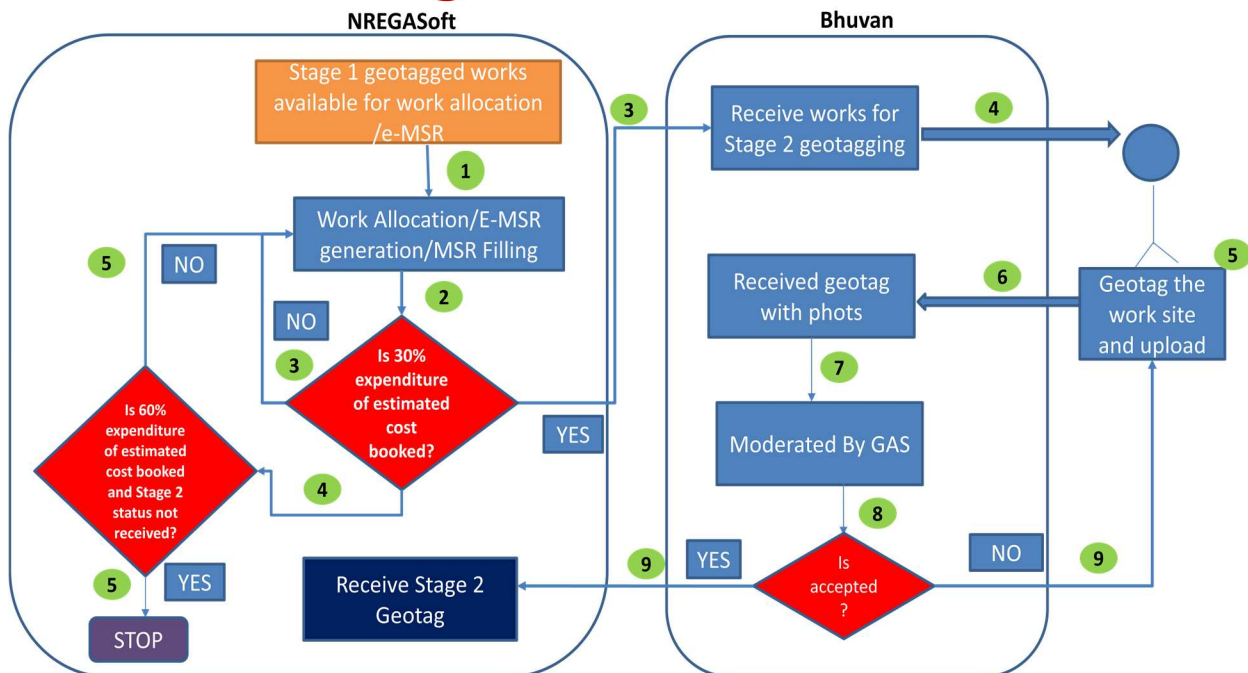 NREGASoft
Bhuvan
Stage 1 geotagged works
available for work allocation
/e-MSR
1
Work Allocation/E-MSR
generation/MSR Filling
2
Is 30%
expenditure
of estimated
cost
booked?
3
NO
YES
3
4
Is 60%
expenditure
of estimated
cost booked
and Stage 2
status not
received?
5
NO
5
YES
STOP
Receive works for
Stage 2 geotagging
4
5
Geotag the
work site
and upload
6
Received geotag
with phots
7
Moderated By GAS
8
Is
accepted
?
YES
9
NO
9
Receive Stage 2
Geotag